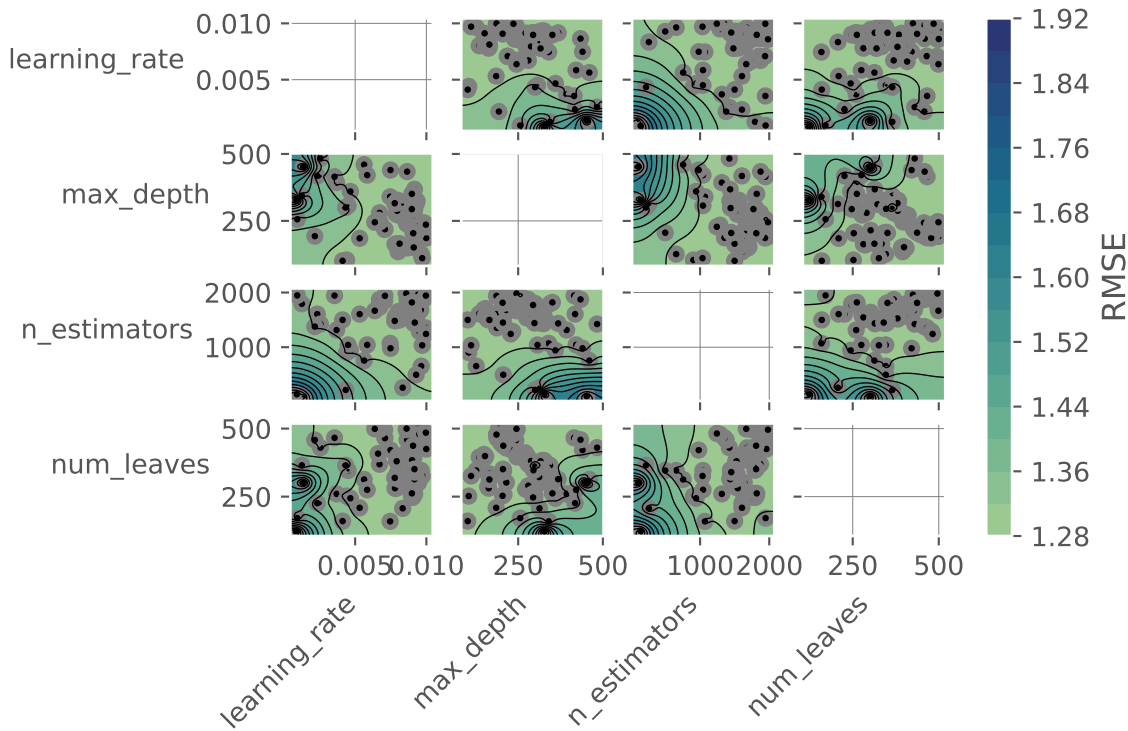 0.010
learning_rate
0.005
500
max_depth
250
2000
n_estimators
1000
500
num_leaves
250
0.005 0.010
250 500
1000 2000
250 500
learning_rate
max_depth
n_estimators
num_leaves
1.92
1.84
1.76
1.68
1.60
1.52
1.44
1.36
1.28
RMSE